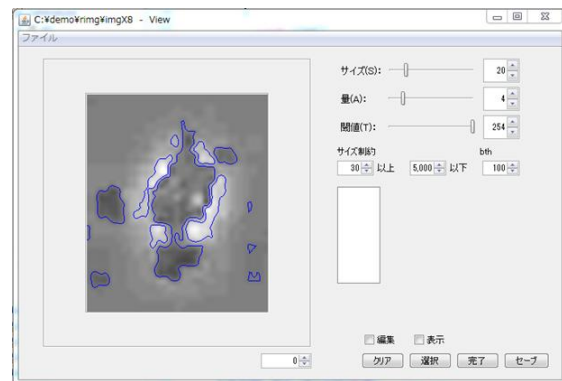 C:¥demo¥rimg¥imgX8 - View
ファイル
サイズ(S): 20
量(A): 4
閾値(T): 254
サイズ制約 bth
30 以上 5,000 以下 100
0
編集 表示
クリア 選択 完了 セーブ